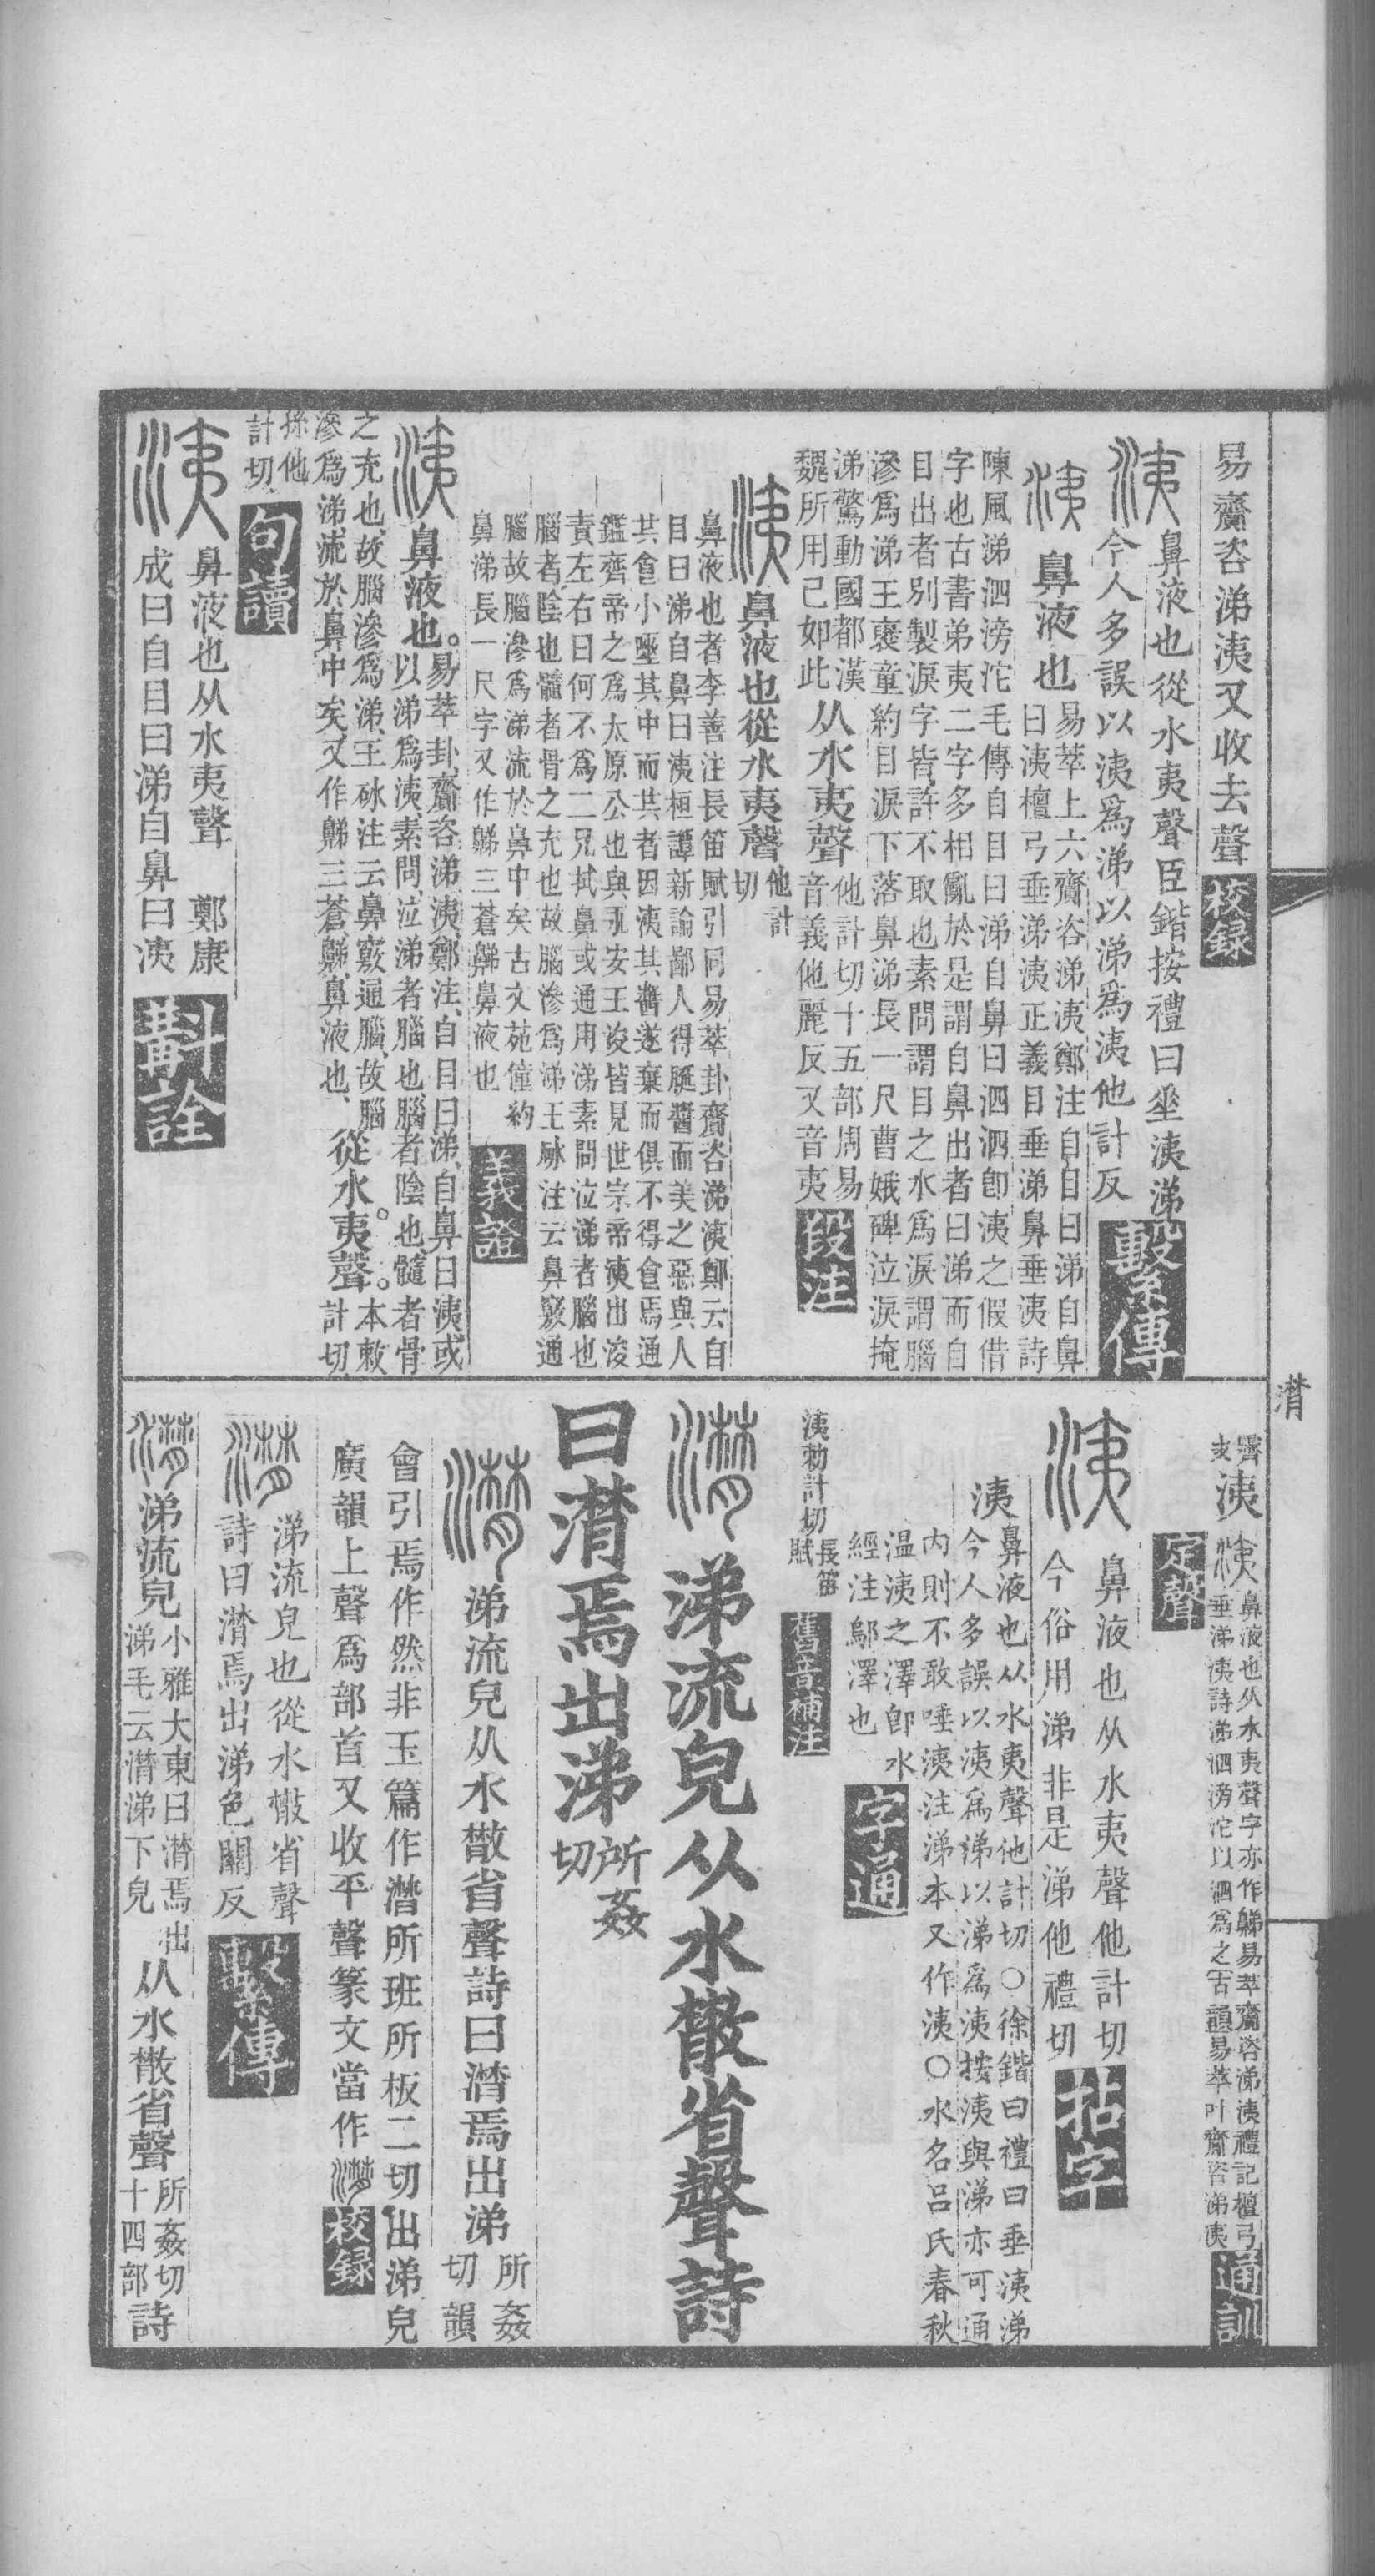 易齎咨涕洟又收去聲 校錄
洟 鼻液也從水夷聲臣鍇按禮曰垂洟涕
今人多誤以洟爲涕以涕爲洟他計反 繫傳
洟 鼻液也 易萃上六齎咨涕洟鄭注自目曰涕自鼻
曰洟檀弓垂涕洟正義目垂涕鼻垂洟詩
陳風涕泗滂沱毛傳自目曰涕自鼻曰泗泗卽洟之假借
字也古書弟夷二字多相亂於是謂自鼻出者曰涕而自
目出者別製淚字皆許不取也素問謂目之水爲淚謂腦
滲爲涕王襃童約目淚下落鼻涕長一尺曹娥碑泣淚掩
涕驚動國都漢
魏所用已如此 从水夷聲 他計切十五部周易
音義他麗反又音夷 段注
洟 鼻液也從水夷聲 他計
切
鼻液也者李善注長笛賦引同易萃卦齎咨涕洟鄭云自
目曰涕自鼻曰洟桓譚新論鄙人得脠醬而美之惡與人
共食小唾其中而共者因洟其醬遂棄而俱不得食焉通
鑑齊帝之爲太原公也與永安王浚皆見世宗帝洟出浚
責左右曰何不爲二兄拭鼻或通用涕素問泣涕者腦也
腦者陰也髓者骨之充也故腦滲爲涕王砅注云鼻竅通
腦故腦滲爲涕流於鼻中矣古文苑僮約
鼻涕長一尺字又作䶏三蒼䶏鼻液也 義證
洟 鼻液也。 易萃卦齎咨涕洟鄭注、自目曰涕、自鼻曰洟或
以涕爲洟、素問、泣涕者腦也、腦者陰也、髓者骨
之充也、故腦滲爲涕、王砅注云、鼻竅通腦、故腦
滲爲涕、流於鼻中矣、又作䶏、三蒼、䶏、鼻液也、 從水。夷聲。 本敕計切
孫他
計切 句讀
洟 鼻液也从水夷聲 鄭康
成曰自目曰涕自鼻曰洟 斠詮
潸
霽
夬 洟 洟 鼻液也从水夷聲字亦作䶏易萃齎咨涕洟禮記檀弓
垂涕洟詩涕泗滂沱以泗爲之 古韻 易萃叶齎咨涕洟 通訓
定聲
洟 鼻液也从水夷聲他計切
今俗用涕非是涕他禮切 拈字
洟 鼻液也从水夷聲他計切○徐鍇曰禮曰垂洟涕
今人多誤以洟爲涕以涕爲洟按洟與涕亦可通
內則不敢唾洟注涕本又作洟○水名呂氏春秋
温洟之澤卽水
經注鄔澤也 字通
洟勅計切 長笛
賦 舊音補注
潸 涕流皃从水散省聲詩
曰潸焉出涕 所姦
切
潸 涕流皃从水散省聲詩曰潸焉出涕 所姦
切韻
會引焉作然非玉篇作潸所班所板二切出涕皃
廣韻上聲爲部首又收平聲篆文當作潸 校錄
潸 涕流皃也從水㪔省聲
詩曰潸焉出涕色關反 繫傳
潸 涕流皃 小雅大東曰潸焉出
涕毛云潸涕下皃 从水散省聲 所姦切
十四部 詩